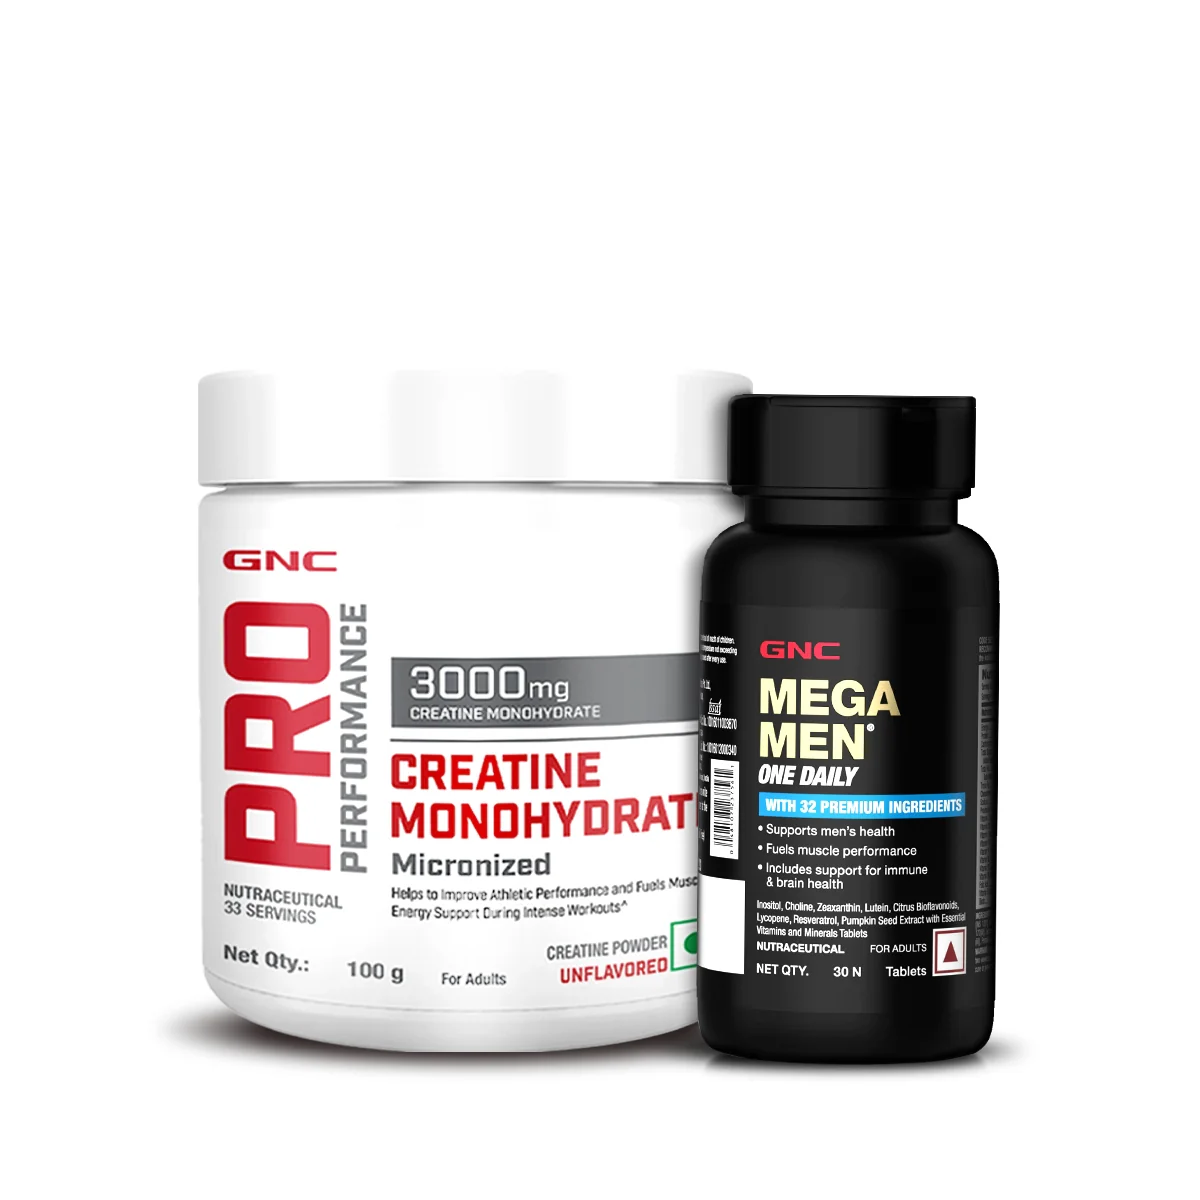 GNC
PRO
PERFORMANCE
3000mg
CREATINE MONOHYDRATE
CREATINE
MONOHYDRAT
Micronized
Helps to Improve Athletic Performance and Fuels Musc
Energy Support During Intense Workouts^
NUTRACEUTICAL
33 SERVINGS
Net Qty.: 100 g
For Adults
CREATINE POWDER
UNFLAVORED
GNC
MEGA
MEN®
ONE DAILY
WITH 32 PREMIUM INGREDIENTS
• Supports men's health
• Fuels muscle performance
• Includes support for immune
& brain health
Inositol, Choline, Zeaxanthin, Lutein, Citrus Bioflavonoids,
Lycopene, Resveratrol, Pumpkin Seed Extract with Essential
Vitamins and Minerals Tablets
NUTRACEUTICAL FOR ADULTS
NET QTY. 30 N Tablets